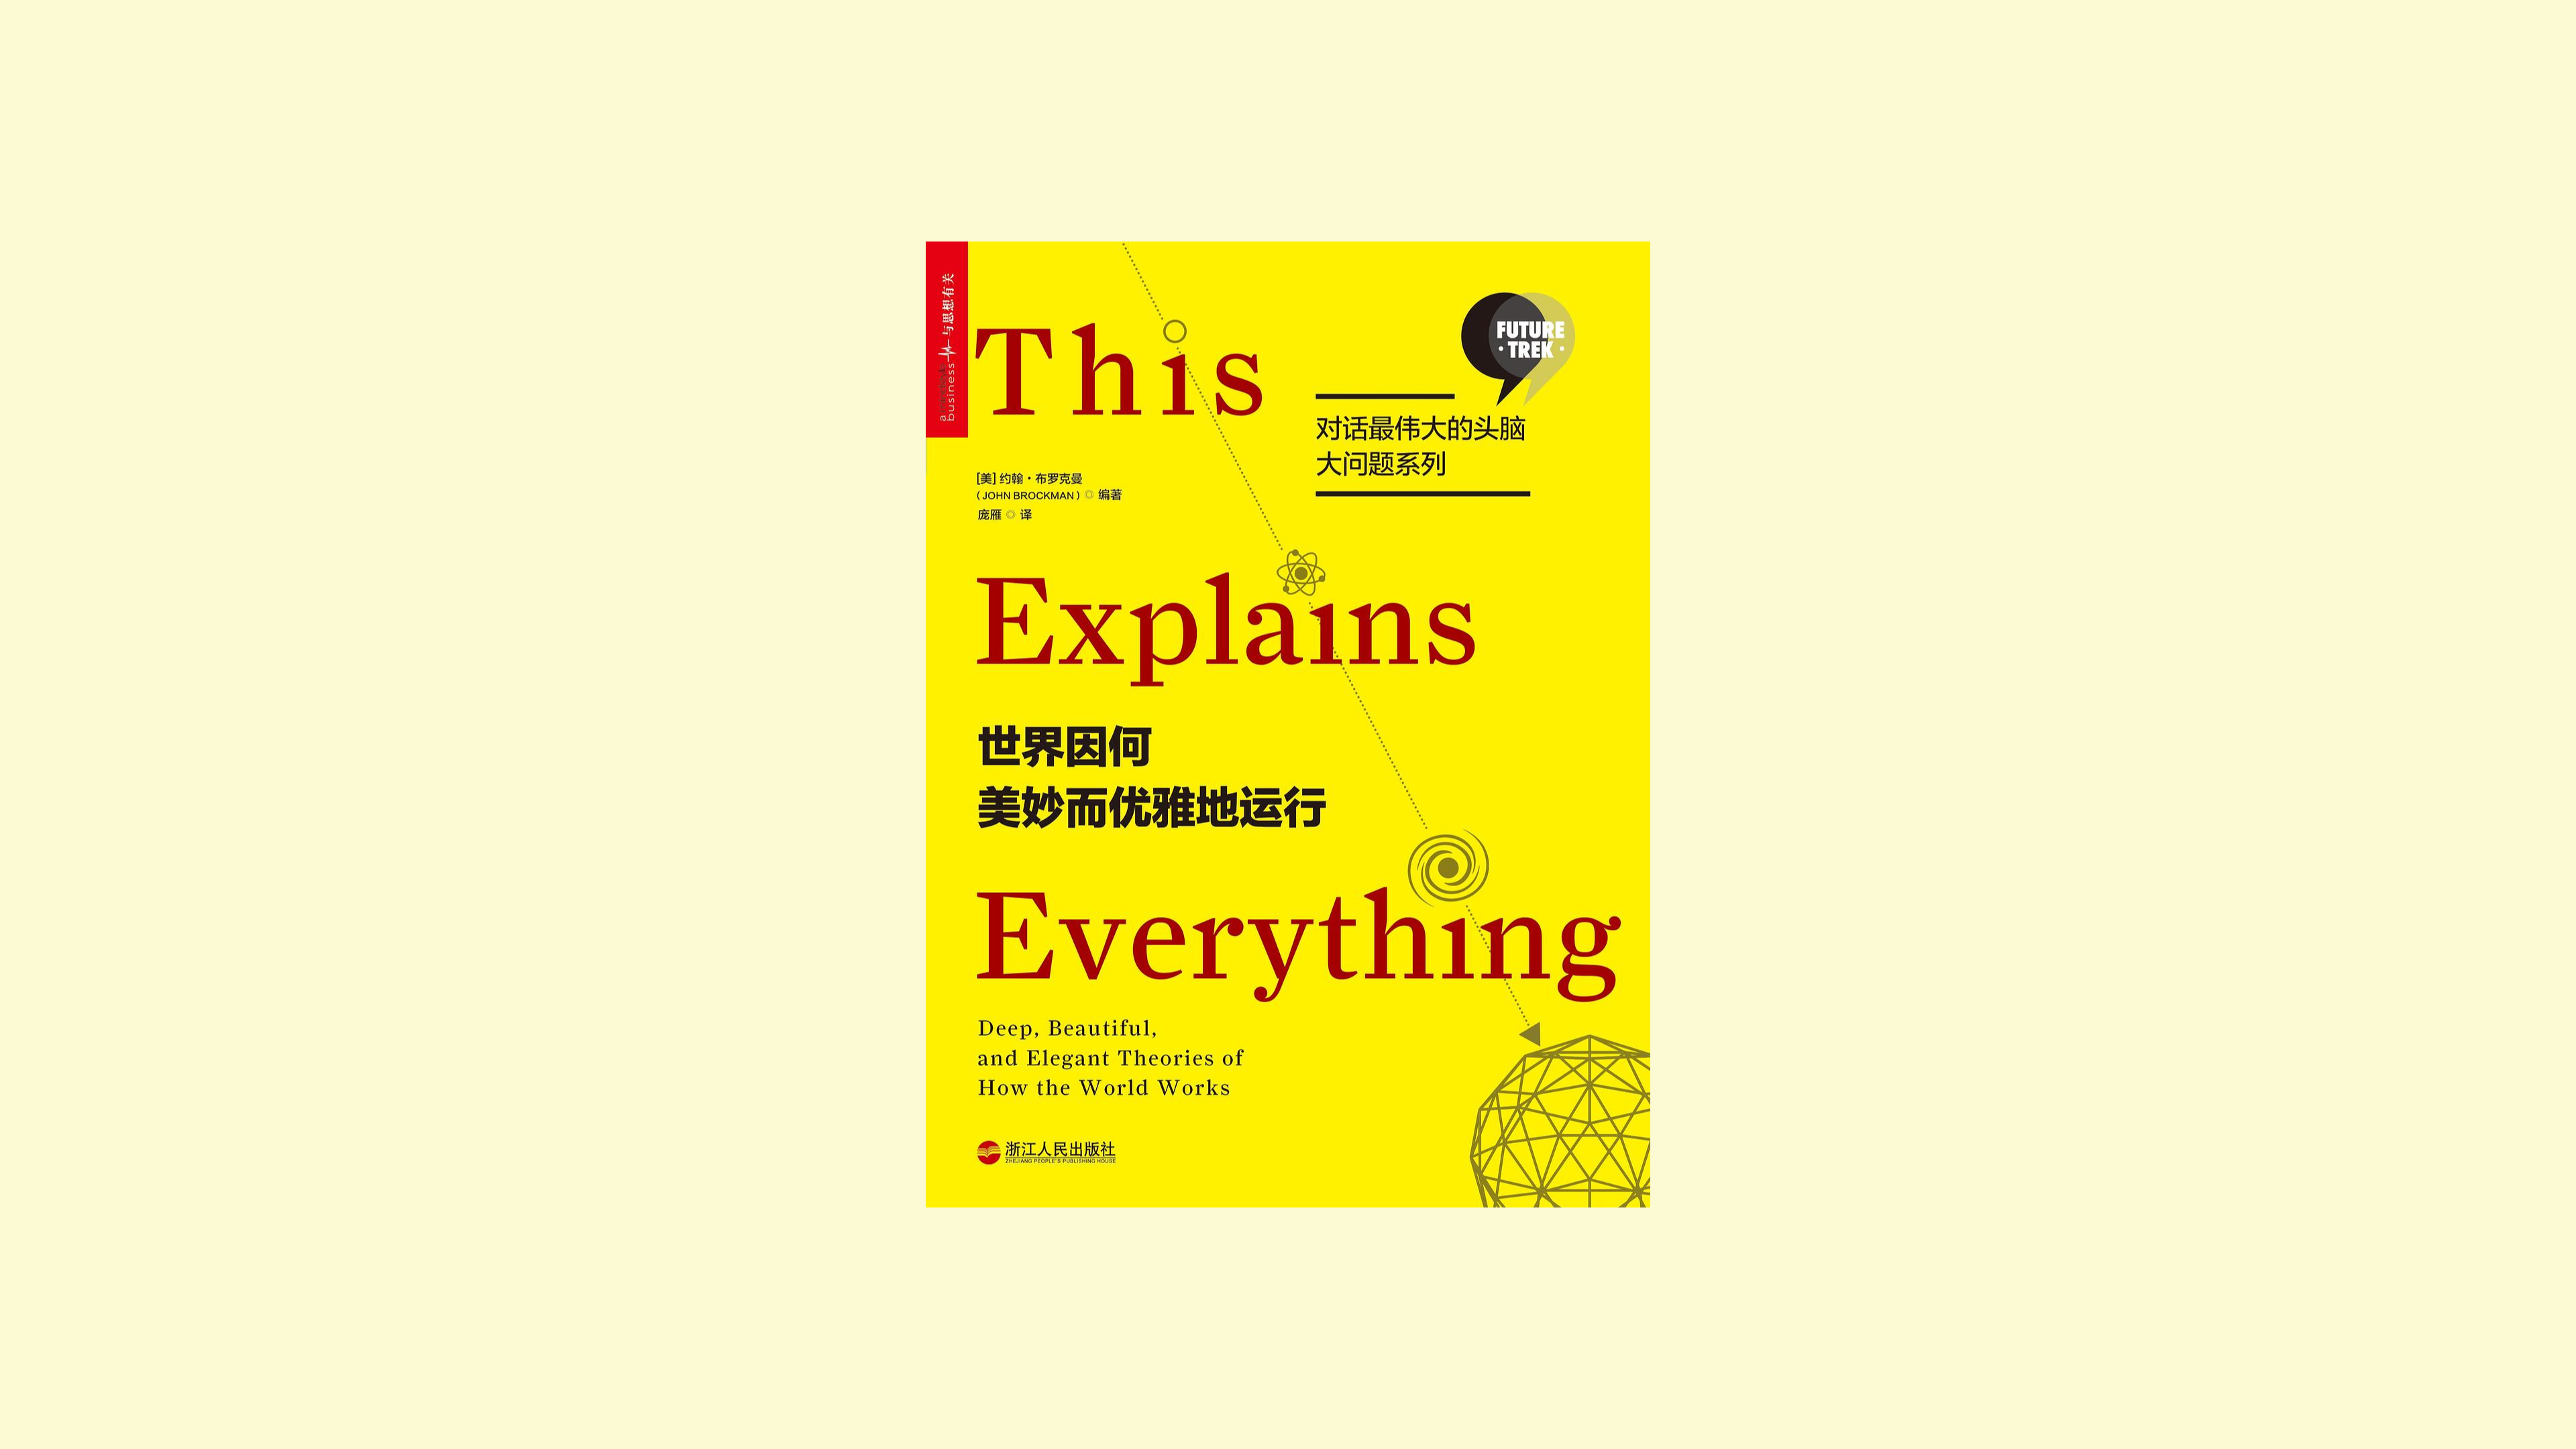 与思想有关
business
a
This
FUTURE
·TREK·
对话最伟大的头脑
大问题系列
[美] 约翰·布罗克曼
(JOHN BROCKMAN) ◎ 编著
庞雁 ◎ 译
Explains
世界因何
美妙而优雅地运行
Everything
Deep, Beautiful,
and Elegant Theories of
How the World Works
浙江人民出版社
ZHEJIANG PEOPLE'S PUBLISHING HOUSE